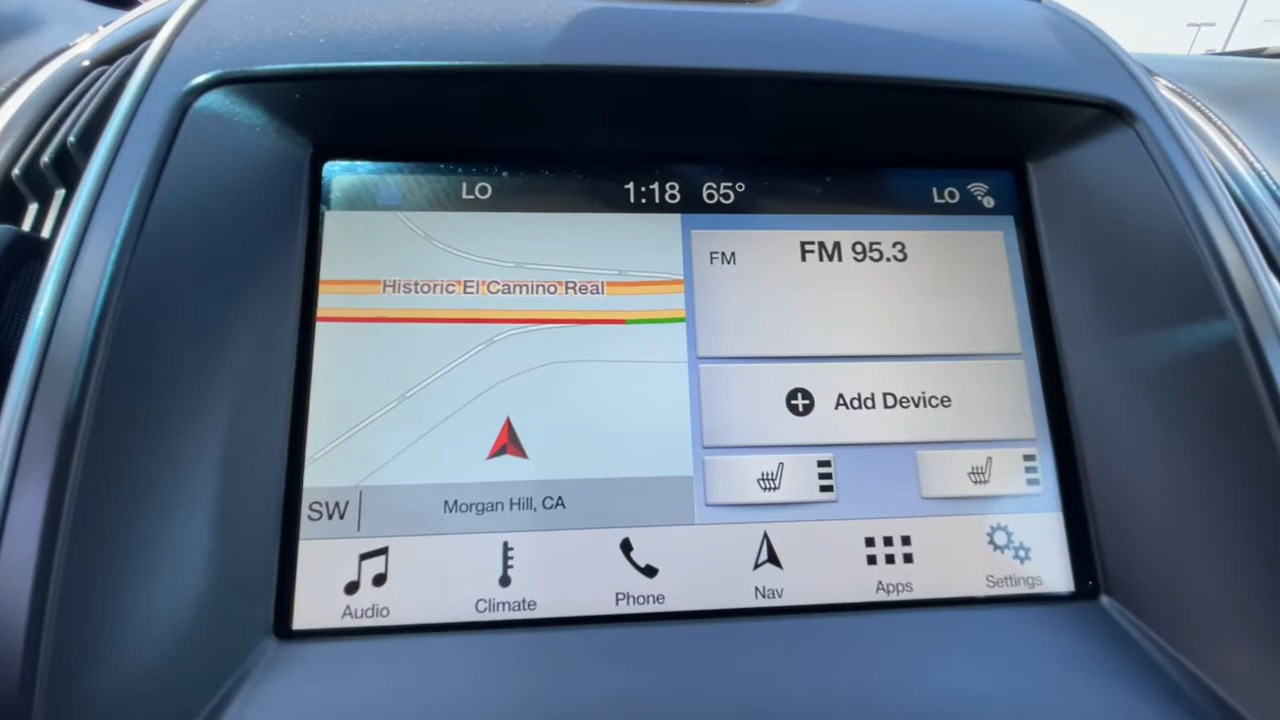 LO 1:18 65° LO
Historic El Camino Real
FM FM 95.3
Add Device
SW Morgan Hill, CA
Audio Climate Phone Nav Apps Settings